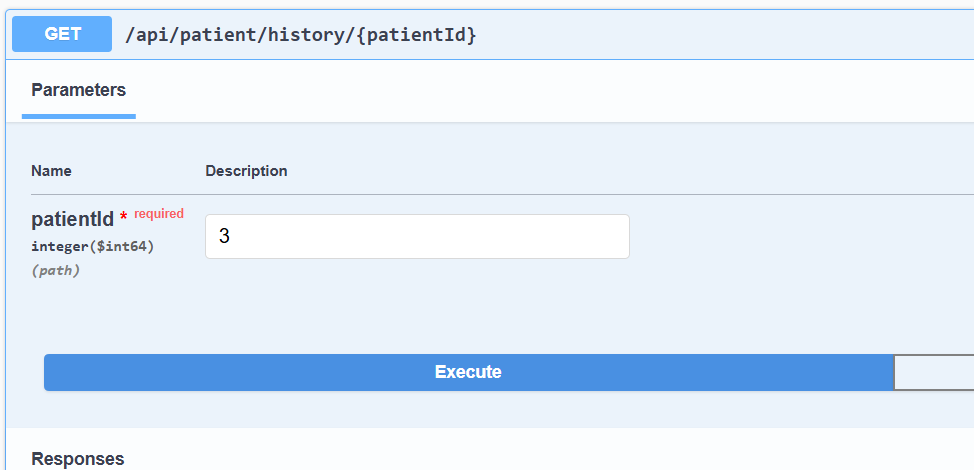 GET /api/patient/history/{patientId}
Parameters
Name Description
patientId * required
integer($int64)
(path)
3
Execute
Responses